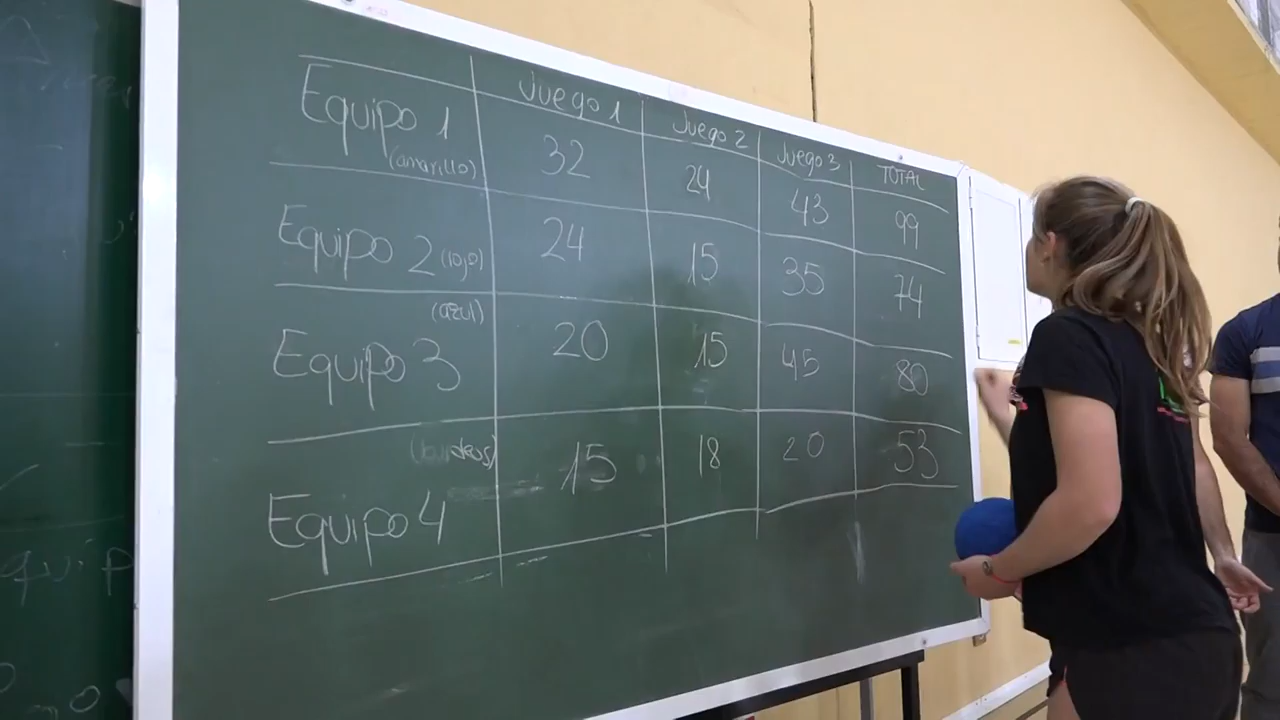 Juego 1 Juego 2 Juego 3 TOTAL
Equipo 1 32 24 43 99
(amarillo)
Equipo 2 (rojo) 24 15 35 74
(azul)
Equipo 3 20 15 45 80
(burdeos)
Equipo 4 15 18 20 53
equip